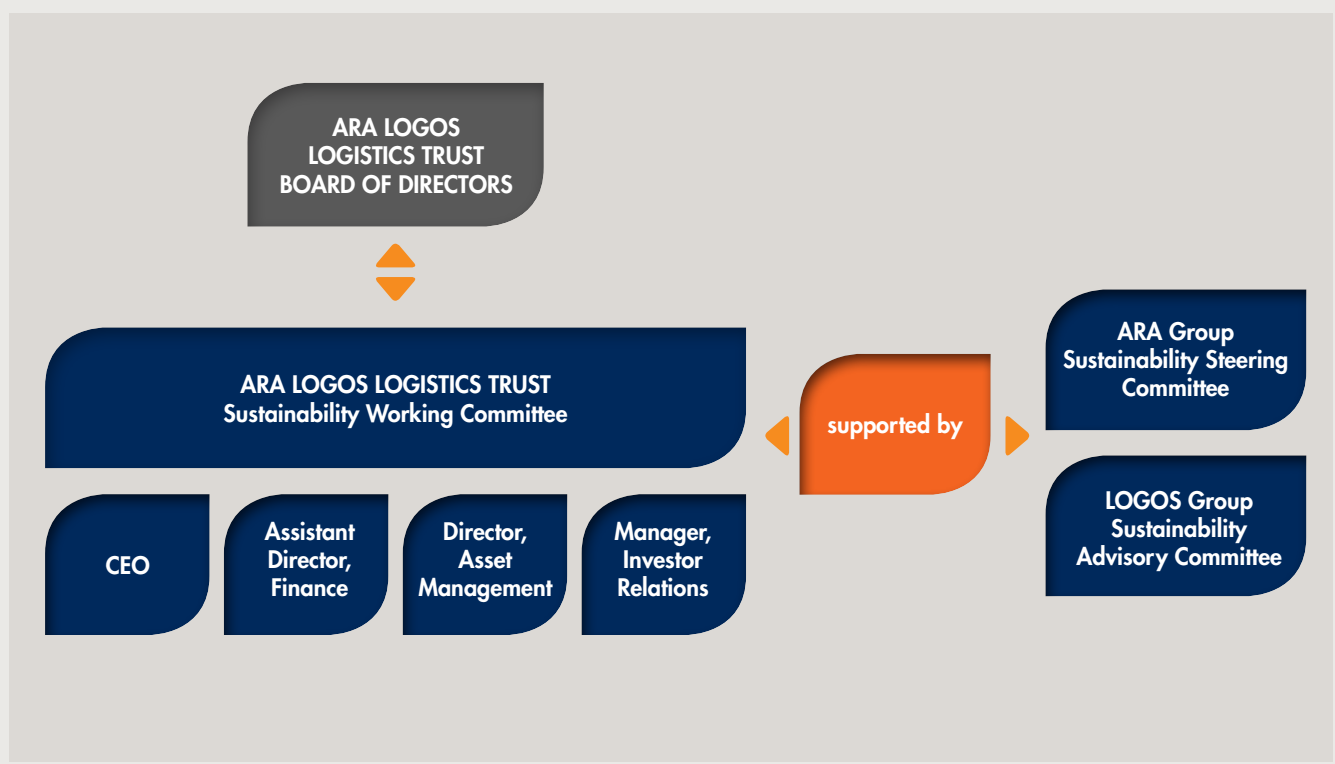 ARA LOGOS
LOGISTICS TRUST
BOARD OF DIRECTORS
ARA LOGOS LOGISTICS TRUST
Sustainability Working Committee
CEO
Assistant
Director,
Finance
Director,
Asset
Management
Manager,
Investor
Relations
supported by
ARA Group
Sustainability Steering
Committee
LOGOS Group
Sustainability
Advisory Committee